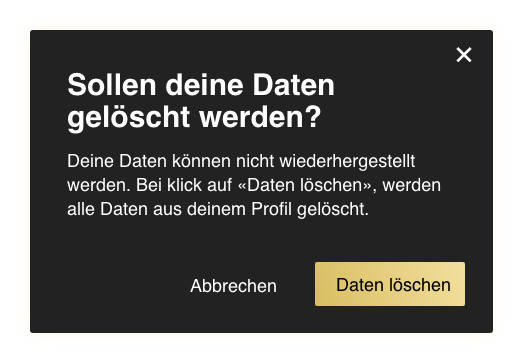 Sollen deine Daten
gelöscht werden?
Deine Daten können nicht wiederhergestellt
werden. Bei klick auf «Daten löschen», werden
alle Daten aus deinem Profil gelöscht.
Abbrechen
Daten löschen